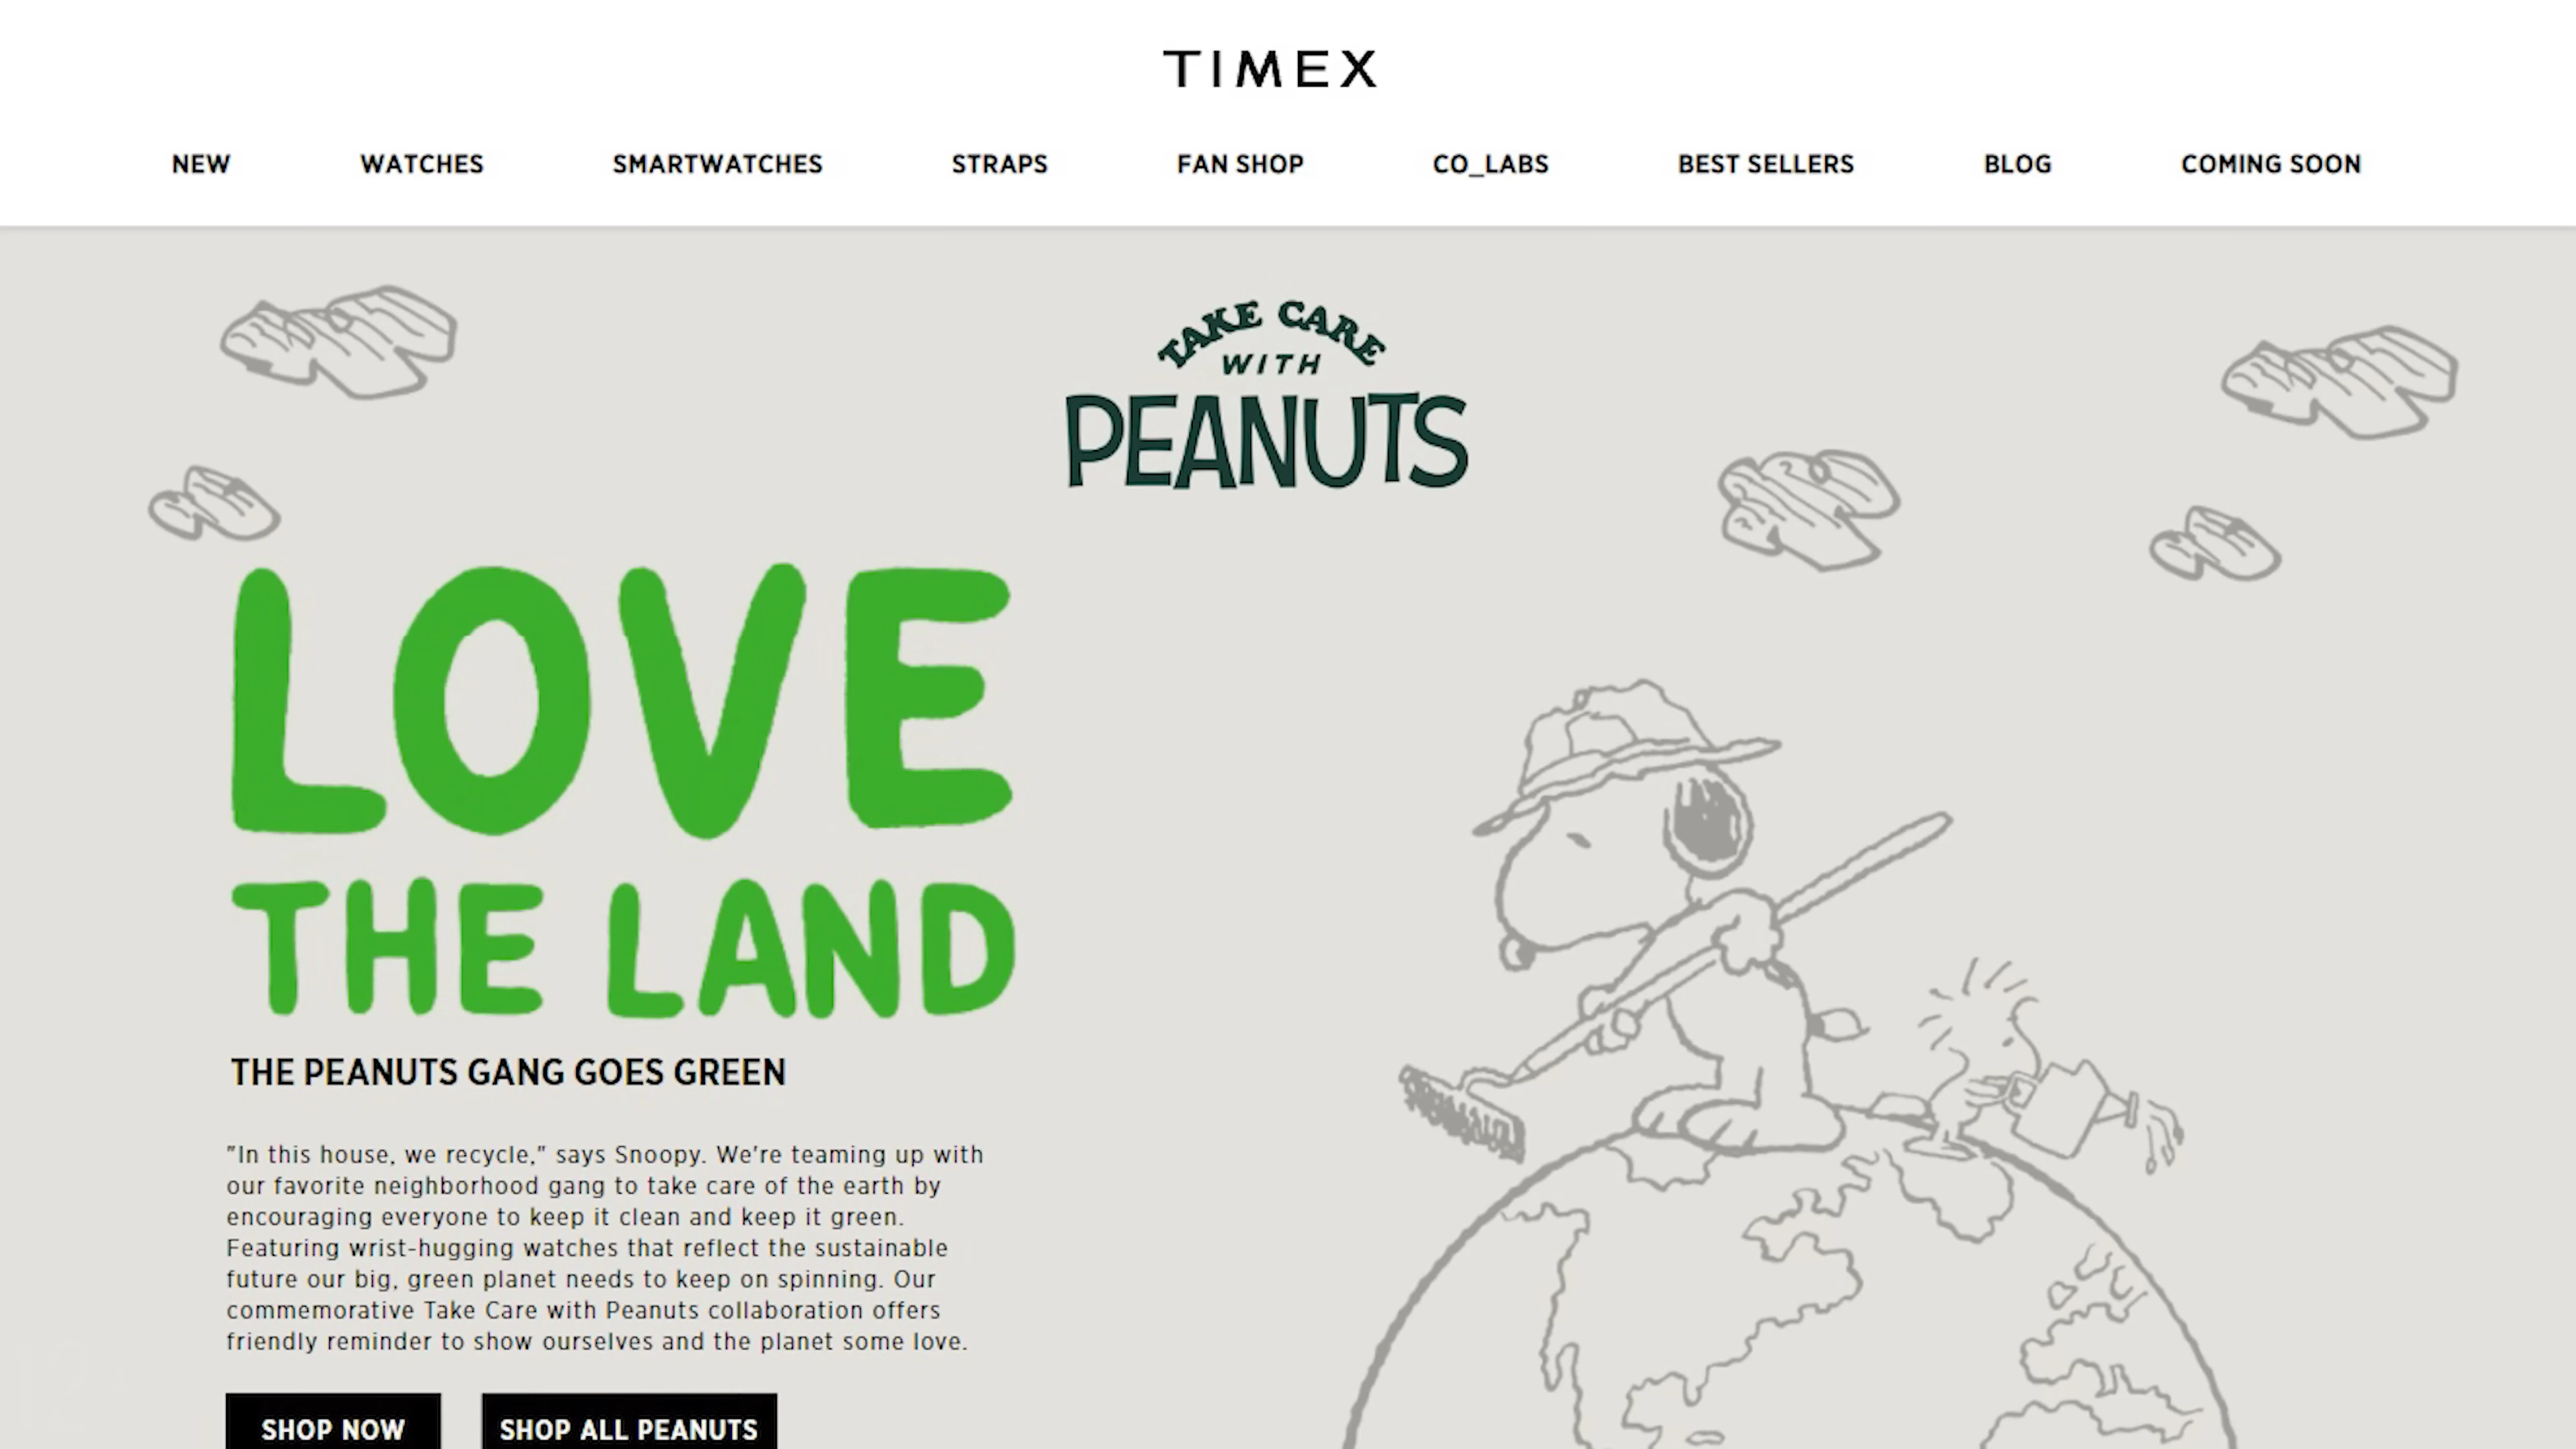 TIMEX
NEW WATCHES SMARTWATCHES STRAPS FAN SHOP CO_LABS BEST SELLERS BLOG COMING SOON
TAKE CARE
WITH
PEANUTS
LOVE
THE LAND
THE PEANUTS GANG GOES GREEN
"In this house, we recycle," says Snoopy. We're teaming up with
our favorite neighborhood gang to take care of the earth by
encouraging everyone to keep it clean and keep it green.
Featuring wrist-hugging watches that reflect the sustainable
future our big, green planet needs to keep on spinning. Our
commemorative Take Care with Peanuts collaboration offers
friendly reminder to show ourselves and the planet some love.
SHOP NOW SHOP ALL PEANUTS